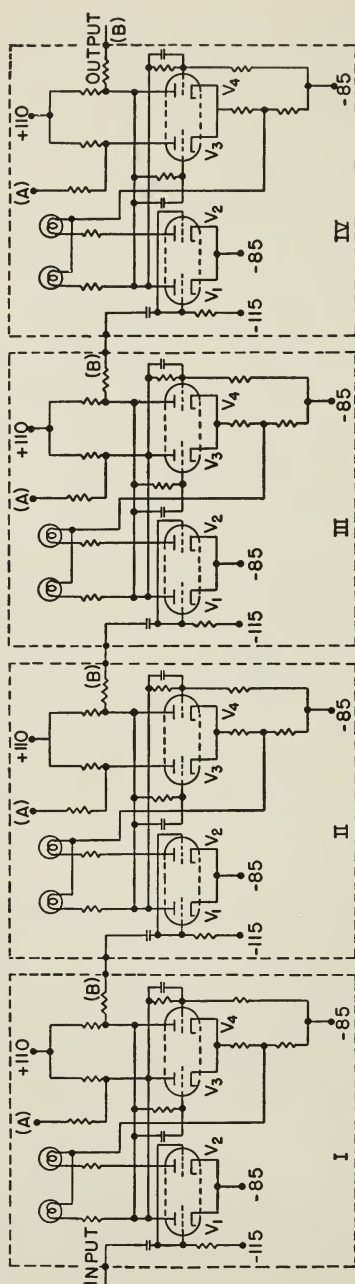 INPUT
(A)
+110
(B)
V1
V2
V3
V4
-115
-85
-85
I
(A)
+110
(B)
V1
V2
V3
V4
-115
-85
-85
II
(A)
+110
(B)
V1
V2
V3
V4
-115
-85
-85
III
(A)
+110
OUTPUT
(B)
V1
V2
V3
V4
-115
-85
-85
IV